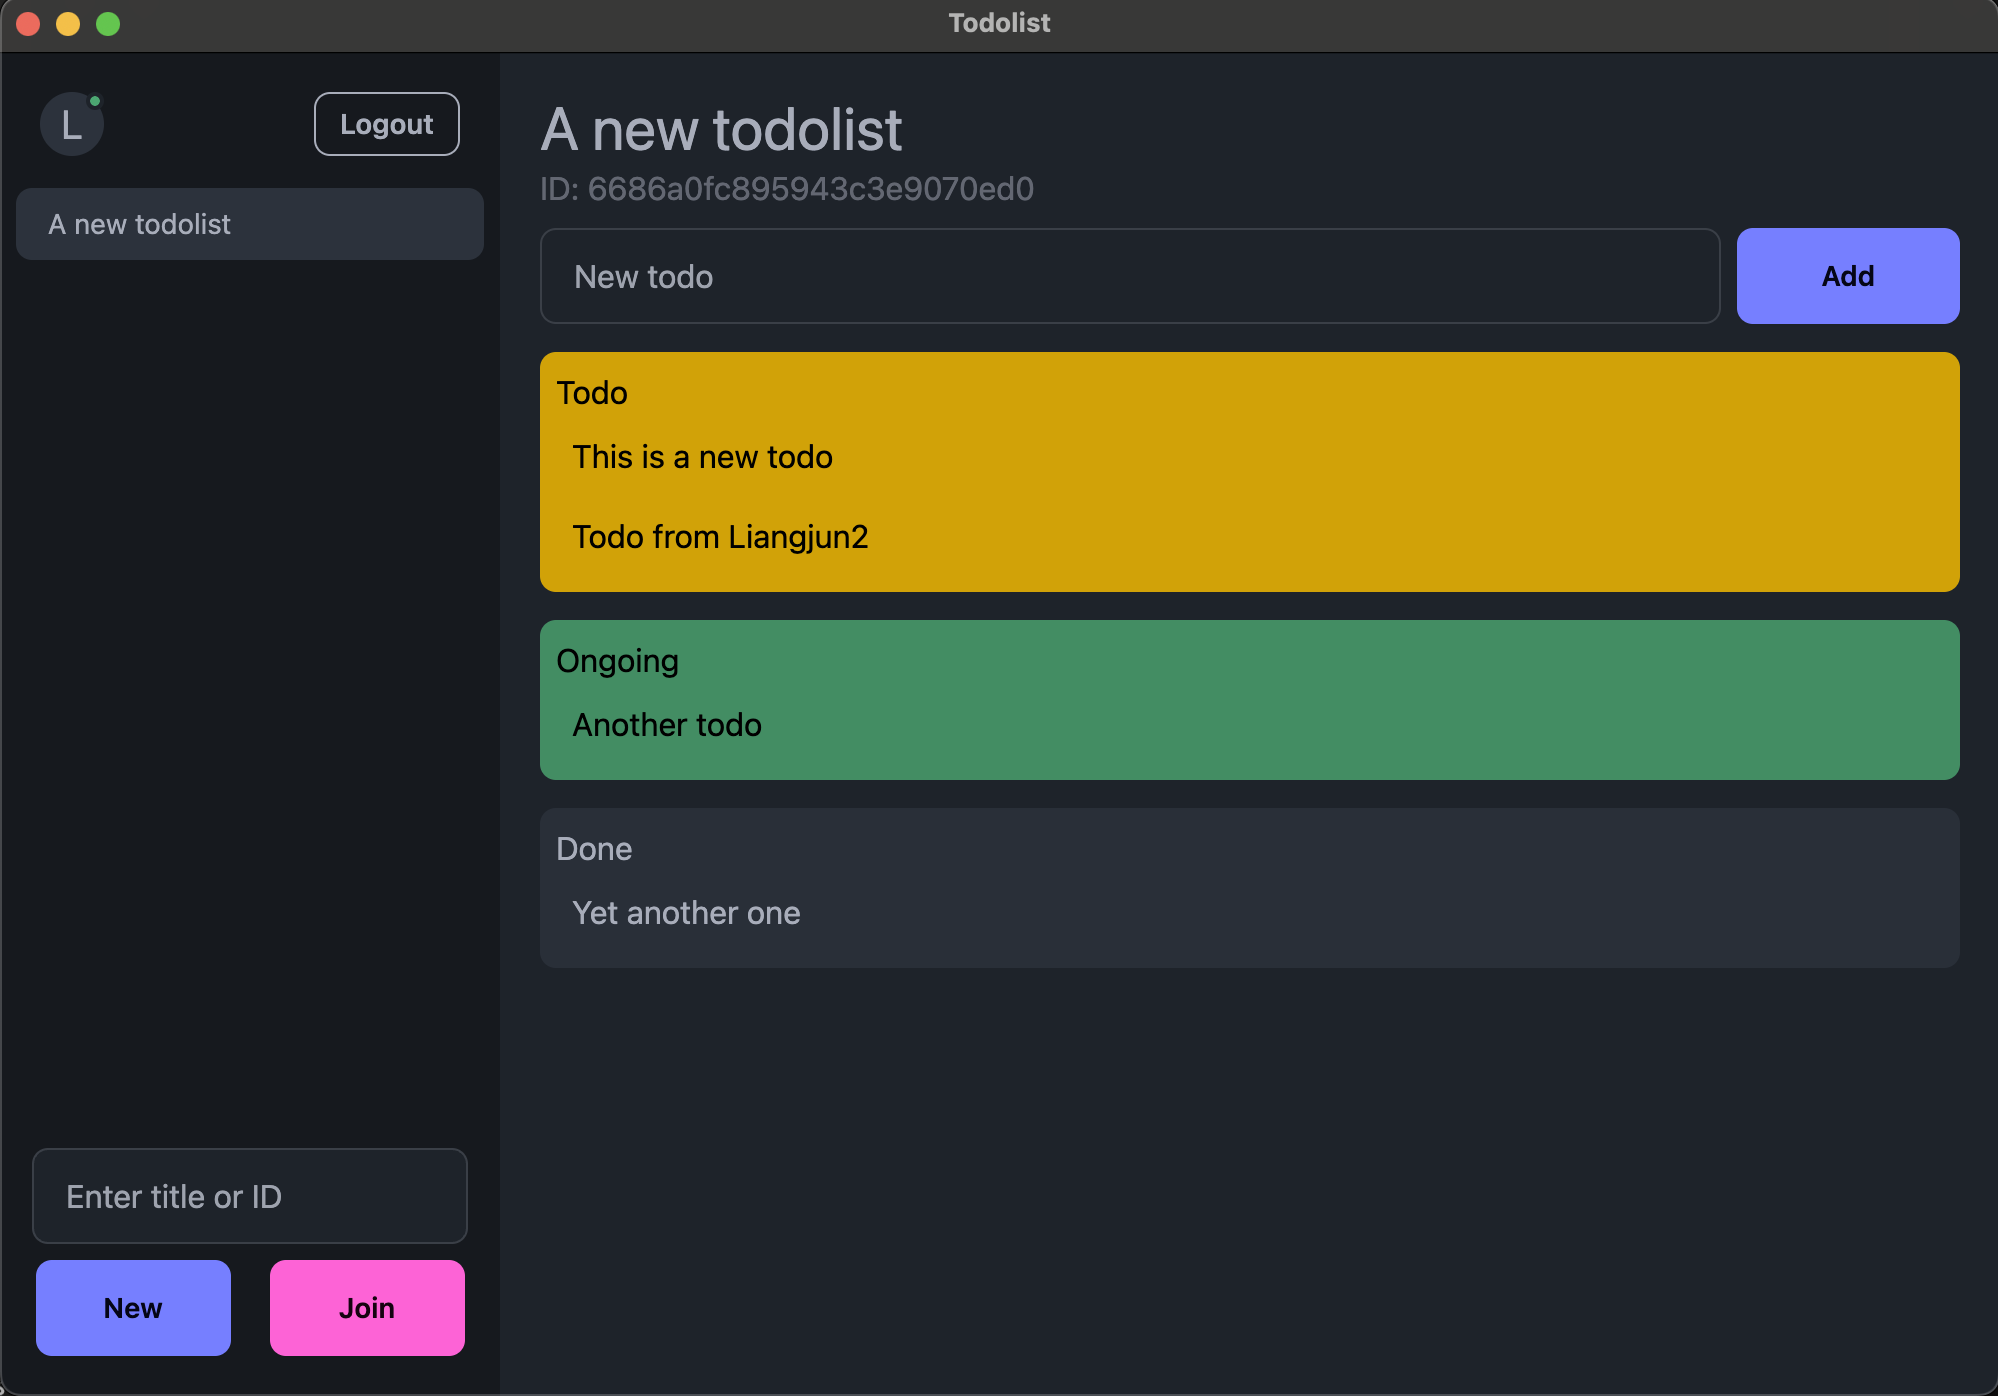 Todolist
L
Logout
A new todolist
Enter title or ID
New
Join
A new todolist
ID: 6686a0fc895943c3e9070ed0
New todo
Add
Todo
This is a new todo
Todo from Liangjun2
Ongoing
Another todo
Done
Yet another one